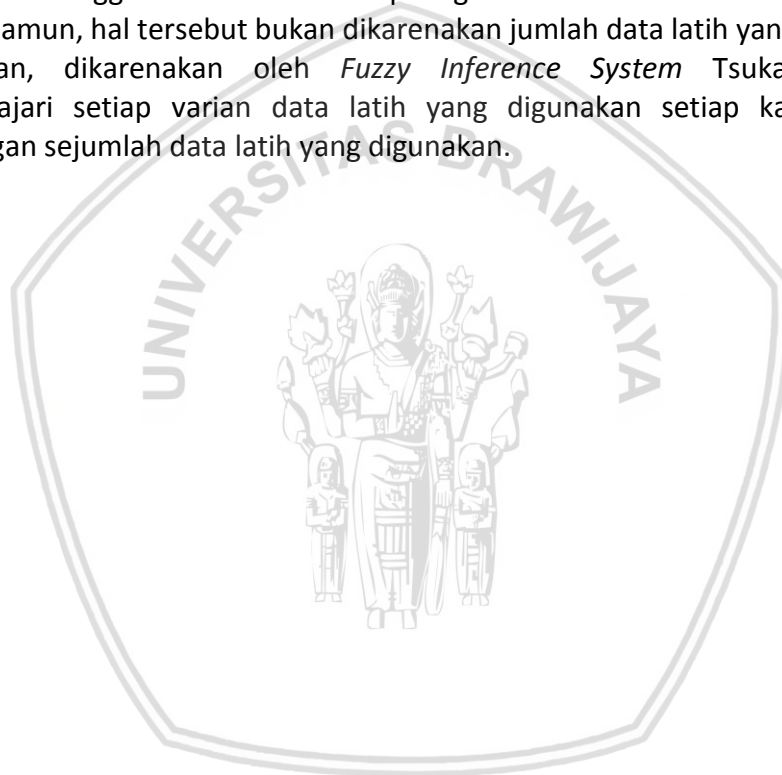 amun, hal tersebut bukan dikarenakan jumlah data latih yan
an, dikarenakan oleh Fuzzy Inference System Tsuka
ajari setiap varian data latih yang digunakan setiap ka
gan sejumlah data latih yang digunakan.
UNIVERSITAS BRAWIJAYA